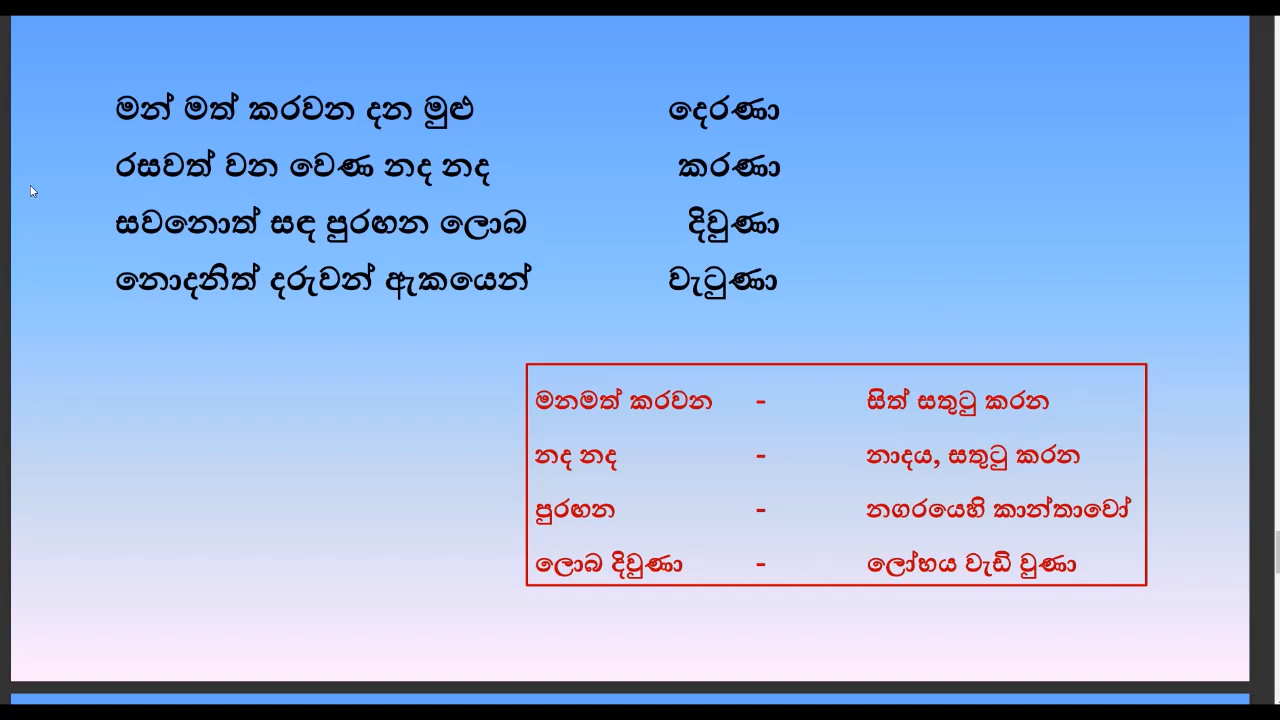 මන් මත් කරවන දන මුළු දෙරණා
රසවත් වන වෙණ නද නද කරණා
සවනොත් සඳ පුරඟන ලොබ දිවුණා
නොදනිත් දරුවන් ඇකයෙන් වැටුණා
මනමත් කරවන - සිත් සතුටු කරන
නද නද - නාදය, සතුටු කරන
පුරඟන - නගරයෙහි කාන්තාවෝ
ලොබ දිවුණා - ලෝභය වැඩි වුණා